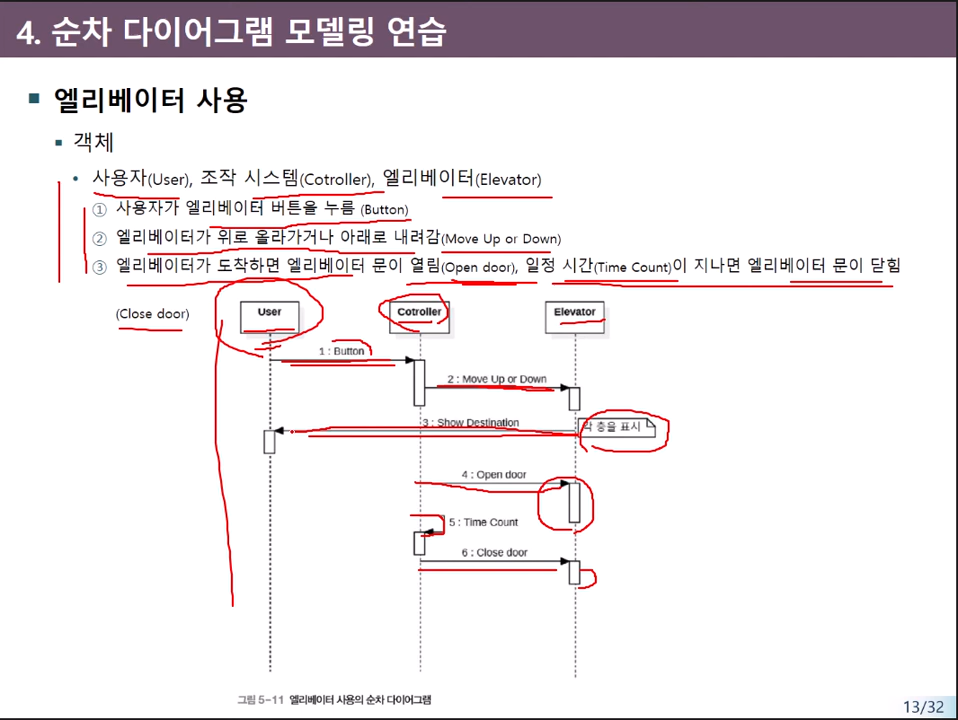 4. 순차 다이어그램 모델링 연습
엘리베이터 사용
객체
사용자(User), 조작 시스템(Cotroller), 엘리베이터(Elevator)
① 사용자가 엘리베이터 버튼을 누름 (Button)
② 엘리베이터가 위로 올라가거나 아래로 내려감(Move Up or Down)
③ 엘리베이터가 도착하면 엘리베이터 문이 열림(Open door), 일정 시간(Time Count)이 지나면 엘리베이터 문이 닫힘
(Close door)
User
Cotroller
Elevator
1 : Button
2 : Move Up or Down
3 : Show Destination
각 층을 표시
4 : Open door
5 : Time Count
6 : Close door
그림 5-11 엘리베이터 사용의 순차 다이어그램
13/32